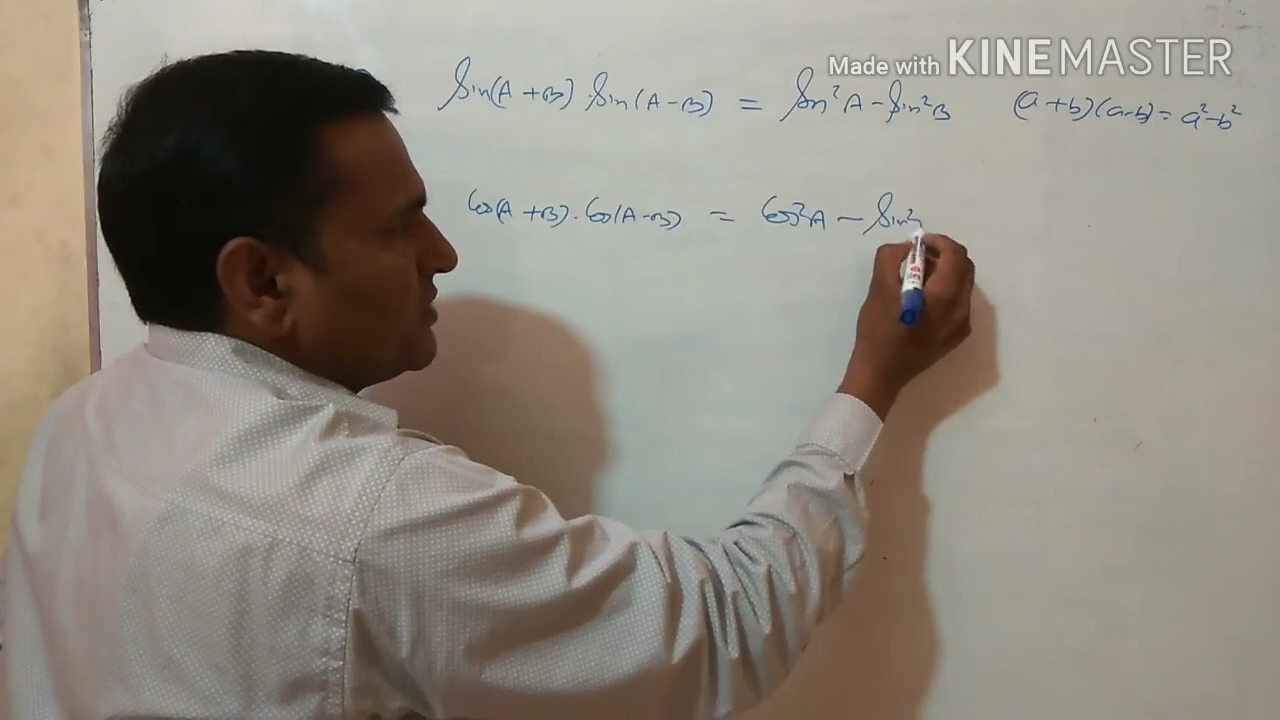 Made with KINEMASTER
Sin(A+B) . Sin(A-B) = Sin²A - Sin²B (a+b)(a-b) = a²-b²
Cos(A+B) . Cos(A-B) = Cos²A - Sin²